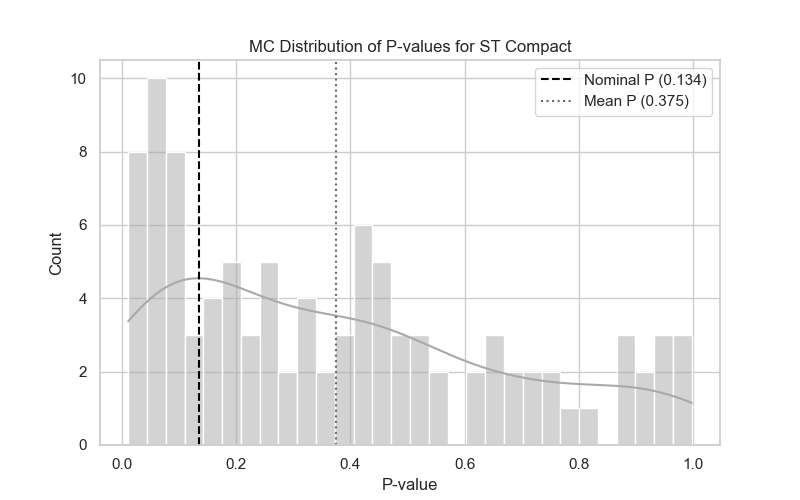 MC Distribution of P-values for ST Compact
Nominal P (0.134)
Mean P (0.375)
Count
10
8
6
4
2
0
0.0 0.2 0.4 0.6 0.8 1.0
P-value